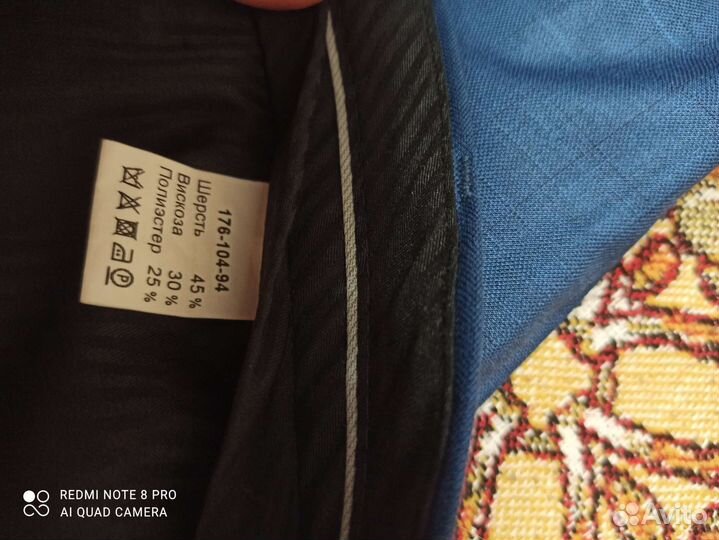 176-104-94
Шерсть 45%
Вискоза 30%
Полиэстер 25%
P
REDMI NOTE 8 PRO
AI QUAD CAMERA
Avito